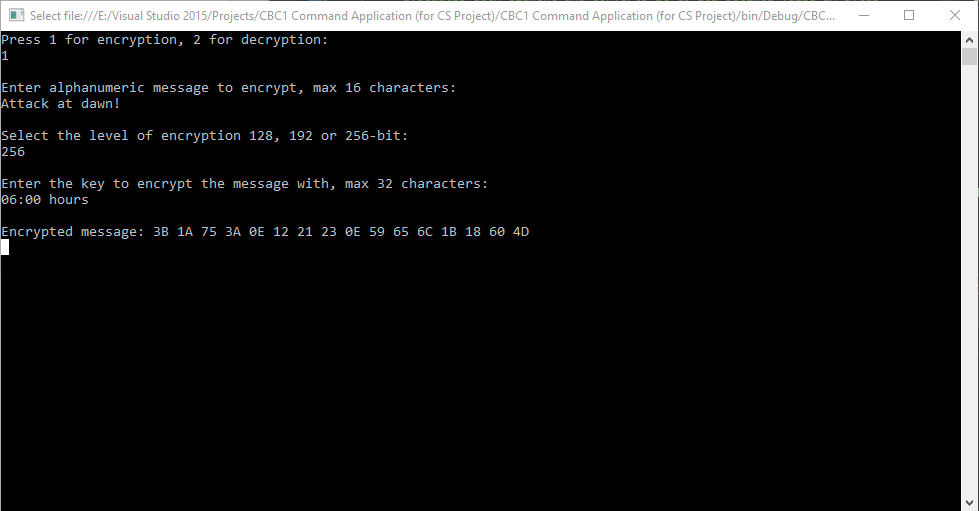 Select file:///E:/Visual Studio 2015/Projects/CBC1 Command Application (for CS Project)/CBC1 Command Application (for CS Project)/bin/Debug/CBC...
Press 1 for encryption, 2 for decryption:
1
Enter alphanumeric message to encrypt, max 16 characters:
Attack at dawn!
Select the level of encryption 128, 192 or 256-bit:
256
Enter the key to encrypt the message with, max 32 characters:
06:00 hours
Encrypted message: 3B 1A 75 3A 0E 12 21 23 0E 59 65 6C 1B 18 60 4D